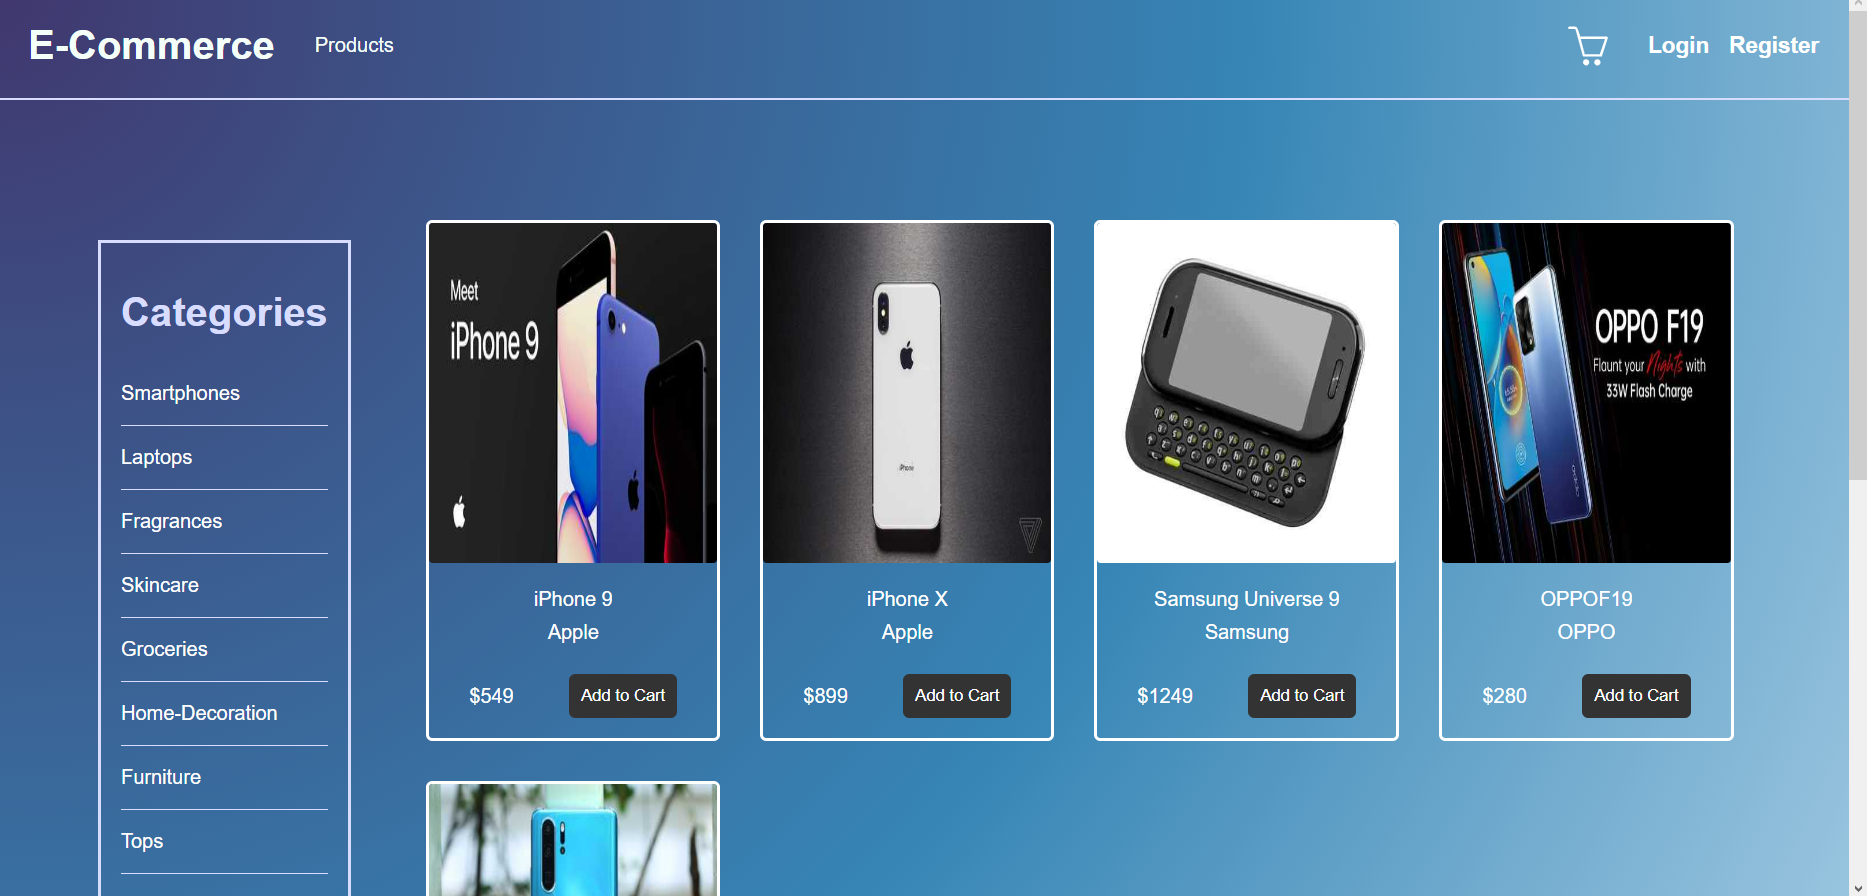 E-Commerce
Products
Login
Register
Categories
Smartphones
Laptops
Fragrances
Skincare
Groceries
Home-Decoration
Furniture
Tops
Meet
iPhone 9
iPhone 9
Apple
$549
Add to Cart
iPhone
iPhone X
Apple
$899
Add to Cart
Samsung Universe 9
Samsung
$1249
Add to Cart
OPPO F19
Flaunt your Nights with
33W Flash Charge
oppo
OPPOF19
OPPO
$280
Add to Cart